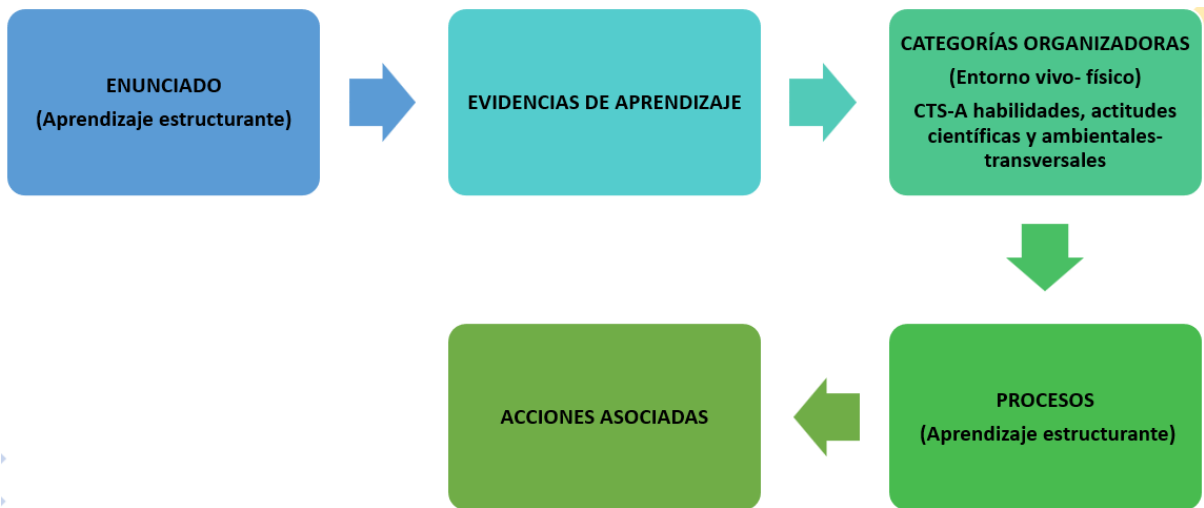 ENUNCIADO
(Aprendizaje estructurante)
EVIDENCIAS DE APRENDIZAJE
CATEGORÍAS ORGANIZADORAS
(Entorno vivo- físico)
CTS-A habilidades, actitudes
científicas y ambientales-
transversales
PROCESOS
(Aprendizaje estructurante)
ACCIONES ASOCIADAS